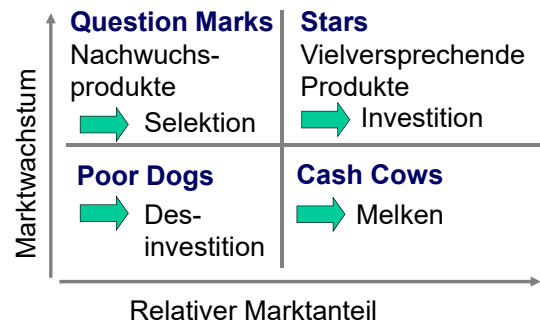 Marktwachstum
Question Marks
Nachwuchs-
produkte
Selektion
Stars
Vielversprechende
Produkte
Investition
Poor Dogs
Des-
investition
Cash Cows
Melken
Relativer Marktanteil